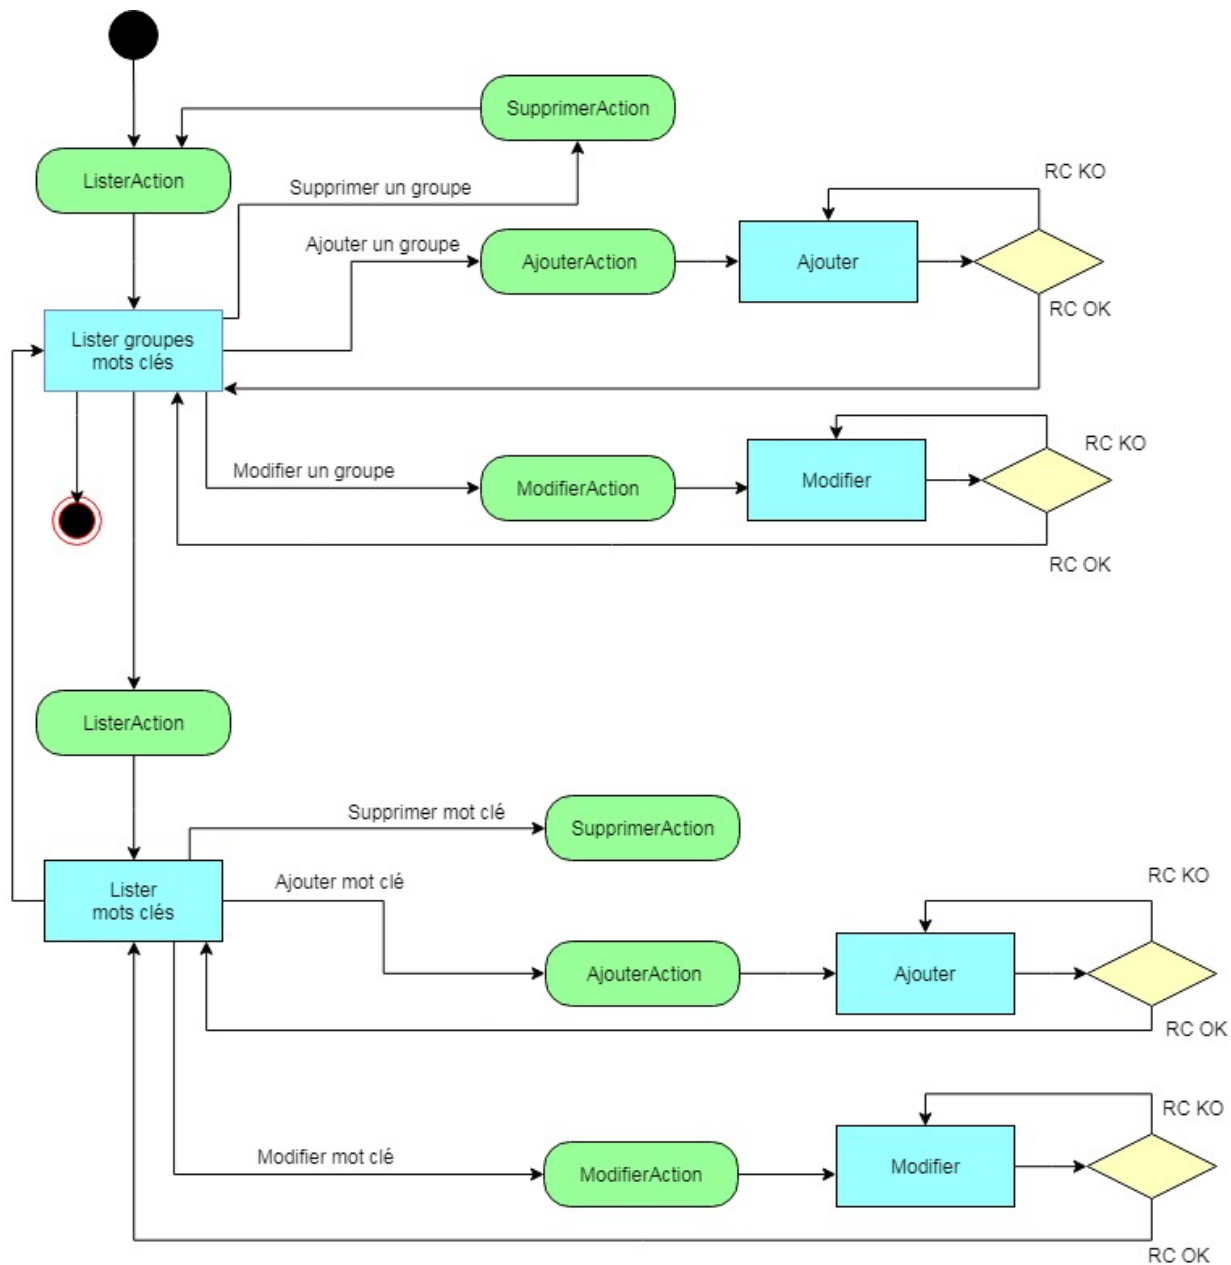 SupprimerAction
RC KO
ListerAction
Supprimer un groupe
Ajouter un groupe
AjouterAction
Ajouter
RC OK
Lister groupes
mots clés
RC KO
Modifier un groupe
ModifierAction
Modifier
RC OK
ListerAction
Supprimer mot clé
SupprimerAction
RC KO
Ajouter mot clé
Lister
mots clés
AjouterAction
Ajouter
RC OK
RC KO
Modifier mot clé
ModifierAction
Modifier
RC OK